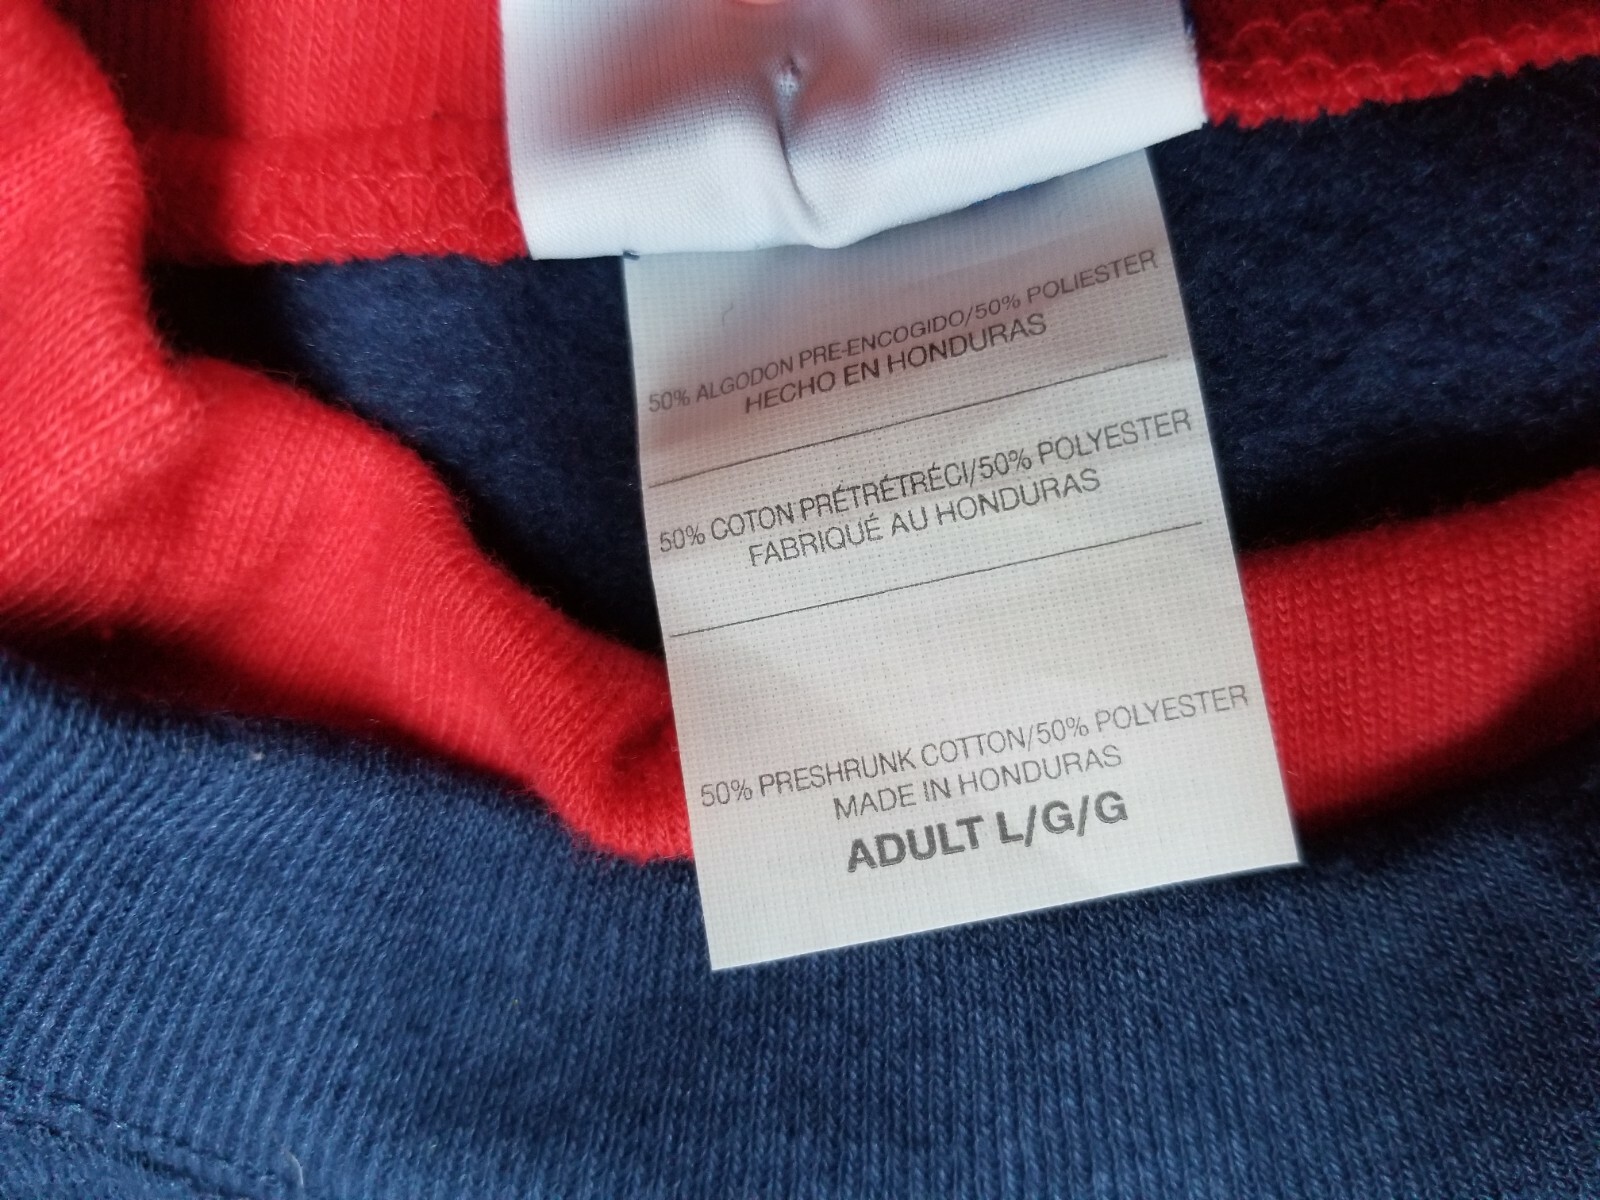 50% ALGODON PRE-ENCOGIDO/50% POLIESTER
HECHO EN HONDURAS
50% COTON PRÉTRÉTRÉCI/50% POLYESTER
FABRIQUÉ AU HONDURAS
50% PRESHRUNK COTTON/50% POLYESTER
MADE IN HONDURAS
ADULT L/G/G